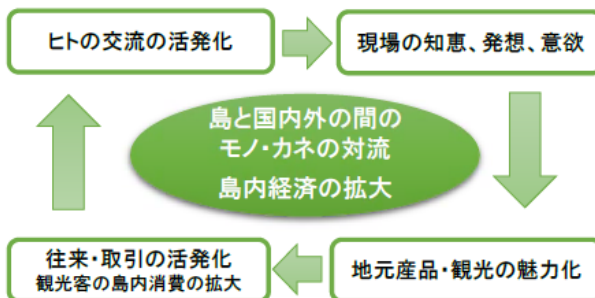 ヒトの交流の活発化
現場の知恵、発想、意欲
島と国内外の間の
モノ・カネの対流
島内経済の拡大
往来・取引の活発化
観光客の島内消費の拡大
地元産品・観光の魅力化